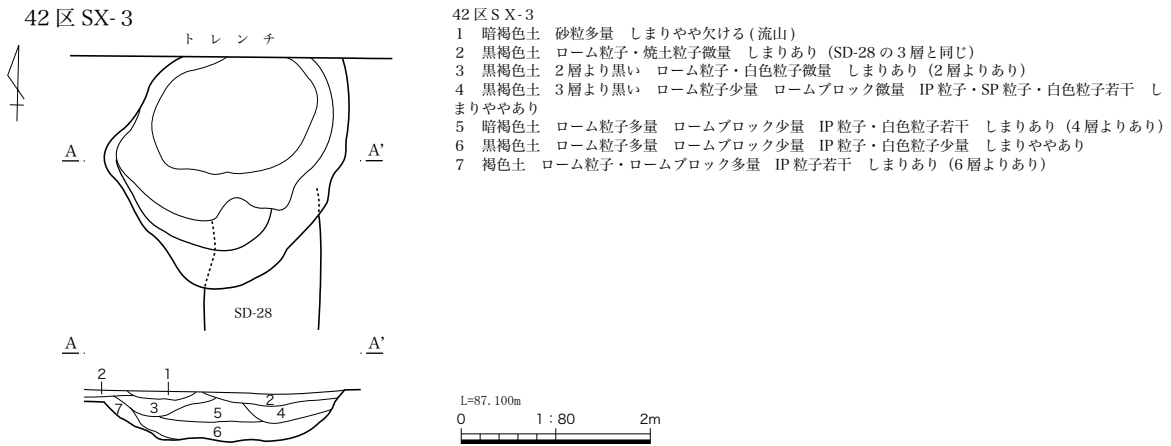 42 区 SX- 3
トレンチ
A A’
SD-28
A A’
2 1
7 3 5 2 4
6
42 区 S X - 3
1 暗褐色土 砂粒多量 しまりやや欠ける ( 流山 )
2 黒褐色土 ローム粒子・焼土粒子微量 しまりあり（SD-28 の 3 層と同じ）
3 黒褐色土 2 層より黒い ローム粒子・白色粒子微量 しまりあり（2 層よりあり）
4 黒褐色土 3 層より黒い ローム粒子少量 ロームブロック微量 IP 粒子・SP 粒子・白色粒子若干 し
まりややあり
5 暗褐色土 ローム粒子多量 ロームブロック少量 IP 粒子・白色粒子若干 しまりあり（4 層よりあり）
6 黒褐色土 ローム粒子多量 ロームブロック少量 IP 粒子・白色粒子少量 しまりややあり
7 褐色土 ローム粒子・ロームブロック多量 IP 粒子若干 しまりあり（6 層よりあり）
L=87.100m
0 1：80 2m